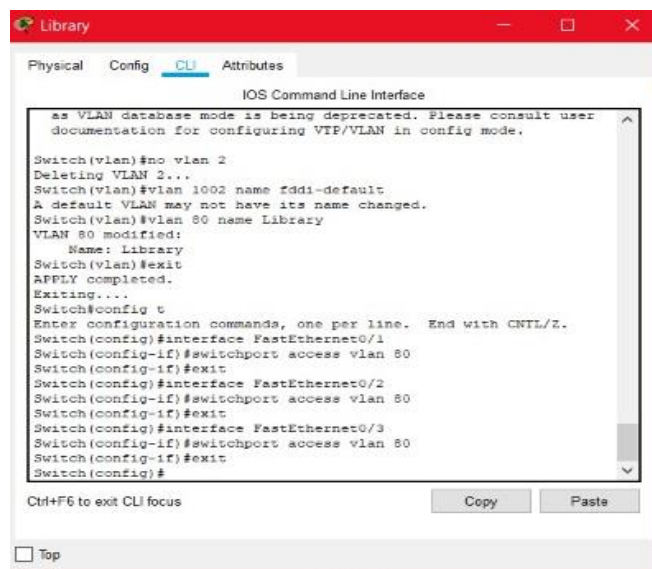 Library
Physical Config CLI Attributes
IOS Command Line Interface
as VLAN database mode is being deprecated. Please consult user
documentation for configuring VTP/VLAN in config mode.
Switch(vlan)#no vlan 2
Deleting VLAN 2...
Switch(vlan)#vlan 1002 name fddi-default
A default VLAN may not have its name changed.
Switch(vlan)#vlan 80 name Library
VLAN 80 modified:
Name: Library
Switch(vlan)#exit
APPLY completed.
Exiting....
Switch#config t
Enter configuration commands, one per line. End with CNTL/Z.
Switch(config)#interface FastEthernet0/1
Switch(config-if)#switchport access vlan 80
Switch(config-if)#exit
Switch(config)#interface FastEthernet0/2
Switch(config-if)#switchport access vlan 80
Switch(config-if)#exit
Switch(config)#interface FastEthernet0/3
Switch(config-if)#switchport access vlan 80
Switch(config-if)#exit
Switch(config)#
Ctrl+F6 to exit CLI focus
Copy Paste
Top